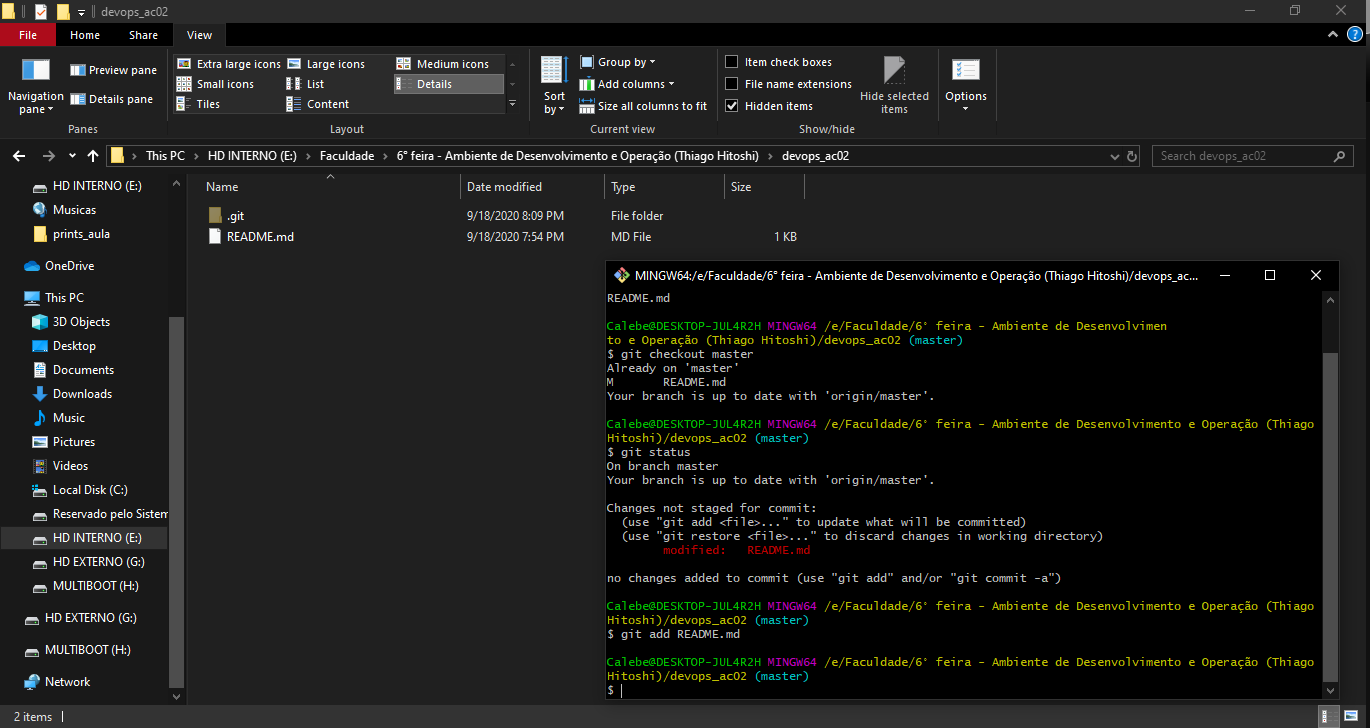 devops_ac02
File Home Share View
Navigation pane
Preview pane
Details pane
Panes
Extra large icons Large icons Medium icons
Small icons List Details
Tiles Content
Layout
Sort by
Group by
Add columns
Size all columns to fit
Current view
Item check boxes
File name extensions
Hidden items
Hide selected items
Show/hide
Options
This PC HD INTERNO (E:) Faculdade 6° feira - Ambiente de Desenvolvimento e Operação (Thiago Hitoshi) devops_ac02
Search devops_ac02
HD INTERNO (E:)
Musicas
prints_aula
OneDrive
This PC
3D Objects
Desktop
Documents
Downloads
Music
Pictures
Videos
Local Disk (C:)
Reservado pelo Sistem
HD INTERNO (E:)
HD EXTERNO (G:)
MULTIBOOT (H:)
HD EXTERNO (G:)
MULTIBOOT (H:)
Network
Name Date modified Type Size
.git 9/18/2020 8:09 PM File folder
README.md 9/18/2020 7:54 PM MD File 1 KB
MINGW64:/e/Faculdade/6° feira - Ambiente de Desenvolvimento e Operação (Thiago Hitoshi)/devops_ac...
README.md
Calebe@DESKTOP-JUL4R2H MINGW64 /e/Faculdade/6° feira - Ambiente de Desenvolvimen
to e Operação (Thiago Hitoshi)/devops_ac02 (master)
$ git checkout master
Already on 'master'
M README.md
Your branch is up to date with 'origin/master'.
Calebe@DESKTOP-JUL4R2H MINGW64 /e/Faculdade/6° feira - Ambiente de Desenvolvimento e Operação (Thiago
Hitoshi)/devops_ac02 (master)
$ git status
On branch master
Your branch is up to date with 'origin/master'.
Changes not staged for commit:
(use "git add <file>..." to update what will be committed)
(use "git restore <file>..." to discard changes in working directory)
modified: README.md
no changes added to commit (use "git add" and/or "git commit -a")
Calebe@DESKTOP-JUL4R2H MINGW64 /e/Faculdade/6° feira - Ambiente de Desenvolvimento e Operação (Thiago
Hitoshi)/devops_ac02 (master)
$ git add README.md
Calebe@DESKTOP-JUL4R2H MINGW64 /e/Faculdade/6° feira - Ambiente de Desenvolvimento e Operação (Thiago
Hitoshi)/devops_ac02 (master)
$
2 items